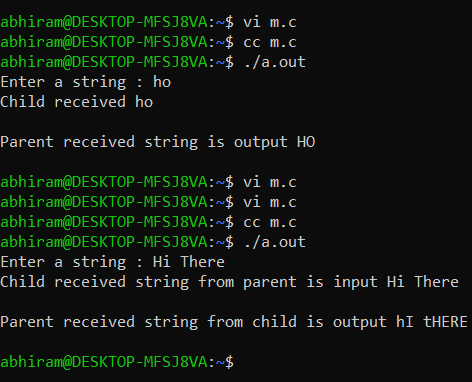 abhiram@DESKTOP-MFSJ8VA:~$ vi m.c
abhiram@DESKTOP-MFSJ8VA:~$ cc m.c
abhiram@DESKTOP-MFSJ8VA:~$ ./a.out
Enter a string : ho
Child received ho
Parent received string is output HO
abhiram@DESKTOP-MFSJ8VA:~$ vi m.c
abhiram@DESKTOP-MFSJ8VA:~$ vi m.c
abhiram@DESKTOP-MFSJ8VA:~$ cc m.c
abhiram@DESKTOP-MFSJ8VA:~$ ./a.out
Enter a string : Hi There
Child received string from parent is input Hi There
Parent received string from child is output hI tHERE
abhiram@DESKTOP-MFSJ8VA:~$